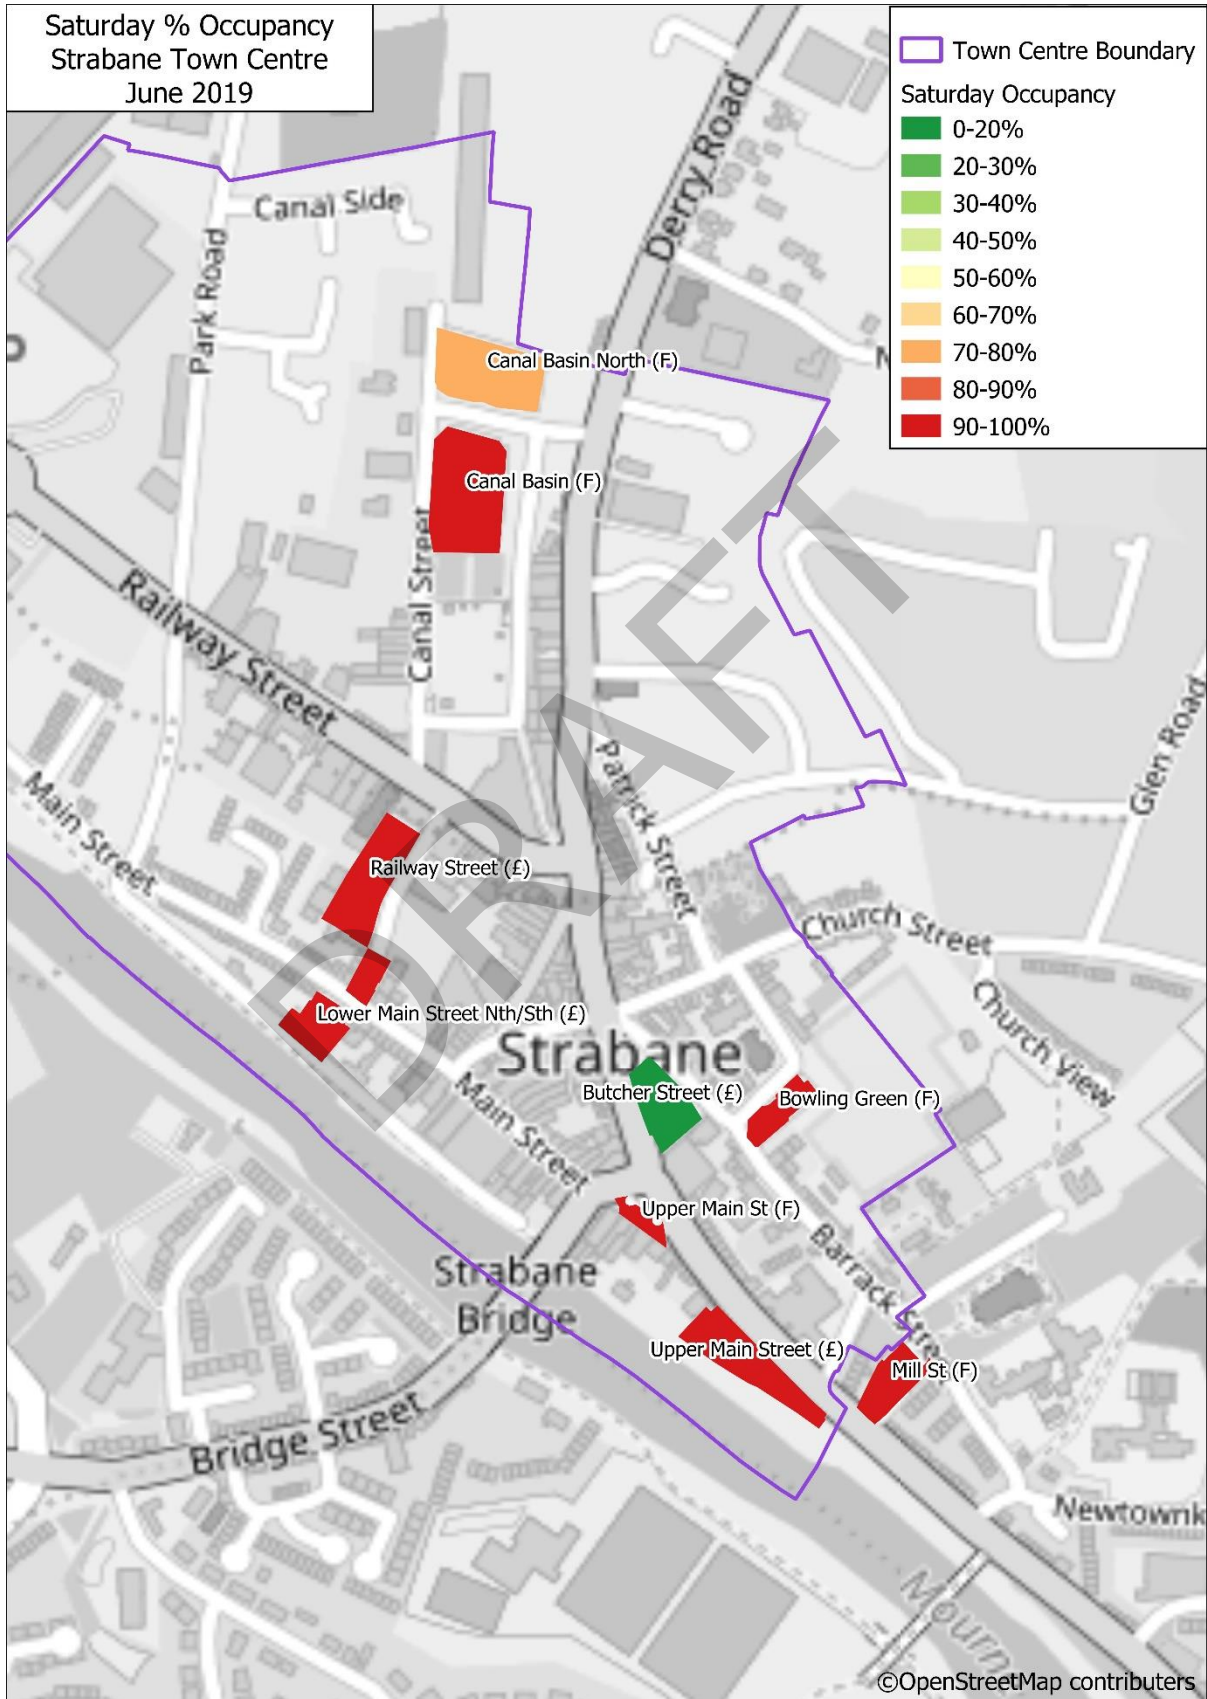 Saturday % Occupancy
Strabane Town Centre
June 2019
Town Centre Boundary
Saturday Occupancy
0-20%
20-30%
30-40%
40-50%
50-60%
60-70%
70-80%
80-90%
90-100%
Derry Road
Canal Side
Park Road
Canal Basin North (F)
Canal Basin (F)
Canal Street
Railway Street
Main Street
Patrick Street
Glen Road
Railway Street (£)
Church Street
Church View
Lower Main Street Nth/Sth (£)
Strabane
Main Street
Butcher Street (£)
Bowling Green (F)
Upper Main St (F)
Barrack Stre
Strabane
Bridge
Upper Main Street (£)
Mill St (F)
Bridge Street
Newtownk
Mourn
DRAFT
©OpenStreetMap contributers